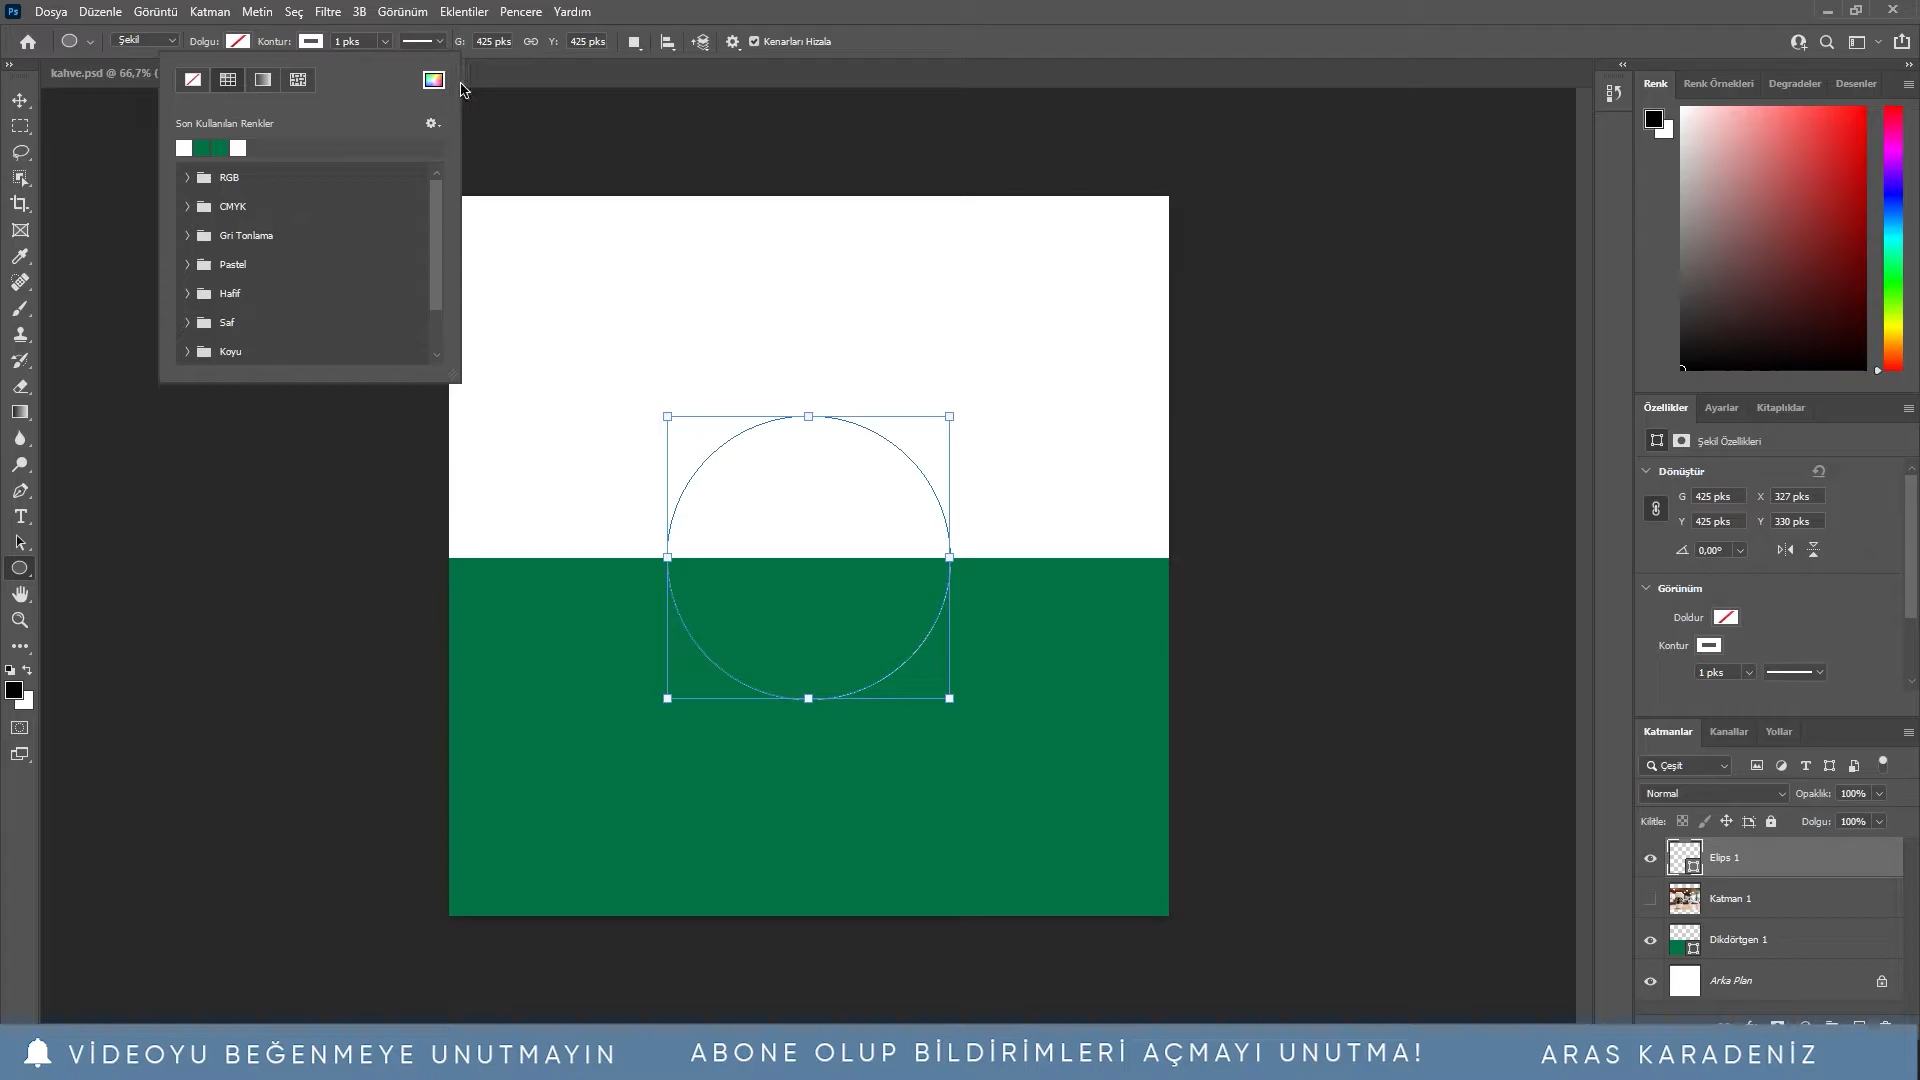 Ps Dosya Düzenle Görüntü Katman Metin Seç Filtre 3B Görünüm Eklentiler Pencere Yardım
Şekil Dolgu: Kontur: 1 pks G: 425 pks Y: 425 pks Kenarları Hizala
kahve.psd @ 66,7% (
Son Kullanılan Renkler
RGB
CMYK
Gri Tonlama
Pastel
Hafif
Saf
Koyu
Renk Renk Örnekleri Degradeler Desenler
Özellikler Ayarlar Kitaplıklar
Şekil Özellikleri
Dönüştür
G 425 pks X 327 pks
Y 425 pks Y 330 pks
0,00°
Görünüm
Doldur
Kontur
1 pks
Katmanlar Kanallar Yollar
Çeşit
Normal Opaklık: 100%
Kilitle: Dolgu: 100%
Elips 1
Katman 1
Dikdörtgen 1
Arka Plan
VİDEOYU BEĞENMEYE UNUTMAYIN ABONE OLUP BİLDİRİMLERİ AÇMAYI UNUTMA! ARAS KARADENİZ